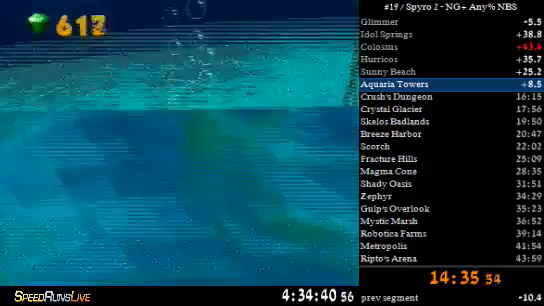 617
#19 / Spyro 2 - NG+ Any% NBS
Glimmer -5.5
Idol Springs +38.8
Colossus +43.4
Hurricos +35.7
Sunny Beach +25.2
Aquaria Towers +8.5
Crush's Dungeon 16:15
Crystal Glacier 17:56
Skelos Badlands 19:50
Breeze Harbor 20:47
Scorch 22:02
Fracture Hills 25:09
Magma Cone 28:35
Shady Oasis 31:51
Zephyr 34:29
Gulp's Overlook 35:23
Mystic Marsh 36:52
Robotica Farms 39:14
Metropolis 41:54
Ripto's Arena 43:59
14:35 54
SPEEDRUNSLIVE 4:34:40 56
prev segment -10.4